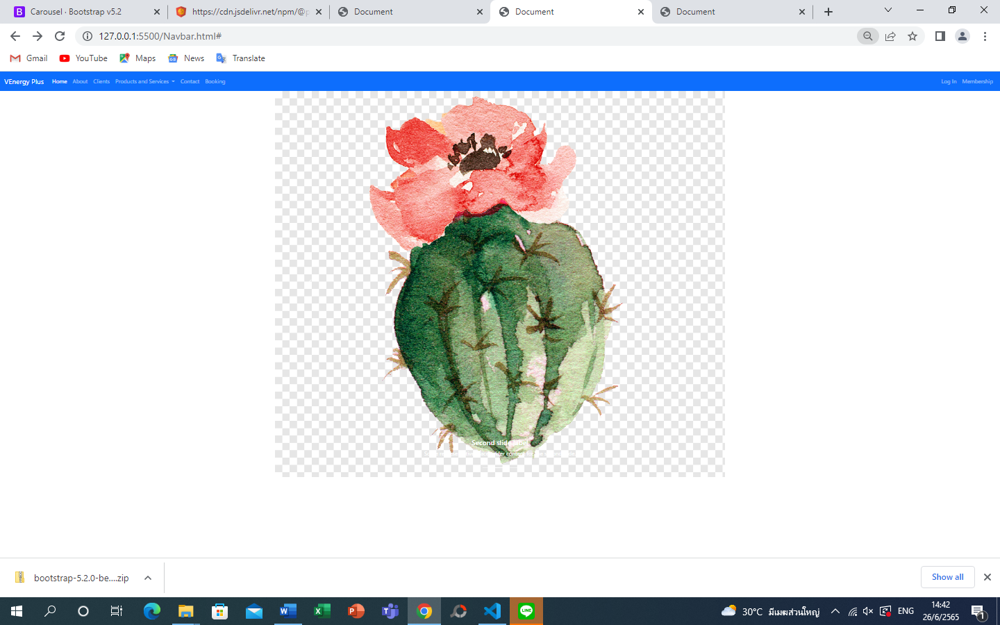 Carousel · Bootstrap v5.2
https://cdn.jsdelivr.net/npm/@p
Document
Document
Document
127.0.0.1:5500/Navbar.html#
Gmail
YouTube
Maps
News
Translate
VEnergy Plus
Home
About
Clients
Products and Services
Contact
Booking
Log In
Membership
Second slide label
bootstrap-5.2.0-be....zip
Show all
30°C มีเมฆส่วนใหญ่
ENG
14:42
26/6/2565
1
LINE